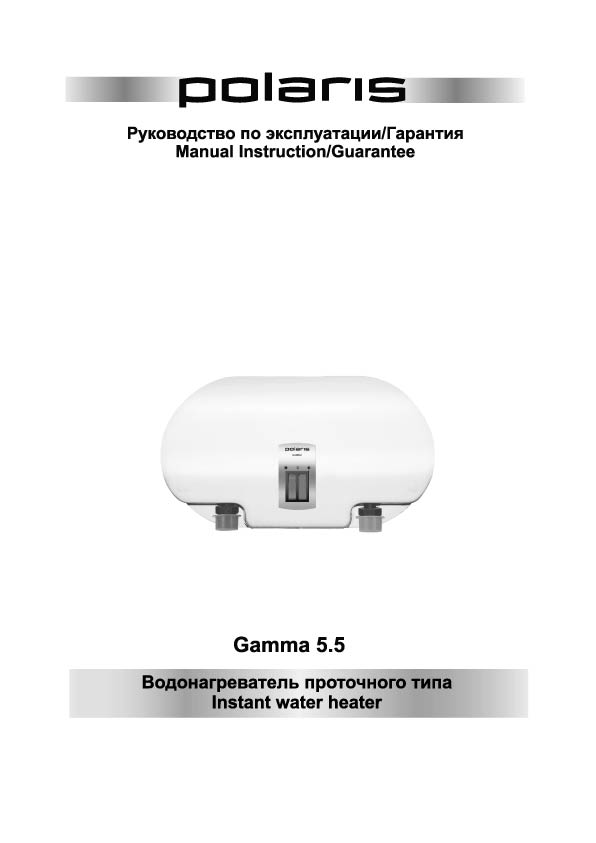 polaris
Руководство по эксплуатации/Гарантия
Manual Instruction/Guarantee
polaris
Gamma 5.5
Водонагреватель проточного типа
Instant water heater